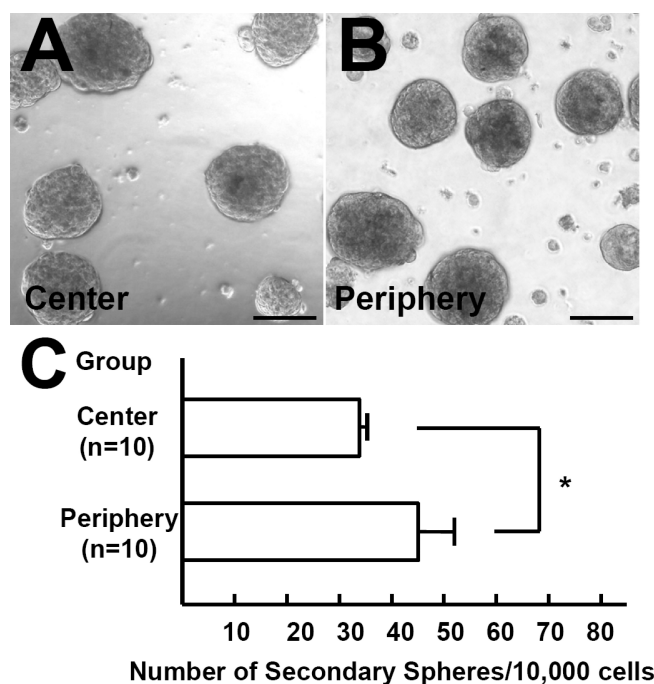 A
B
Center
Periphery
C
Group
Center
(n=10)
*
Periphery
(n=10)
10 20 30 40 50 60 70 80
Number of Secondary Spheres/10,000 cells